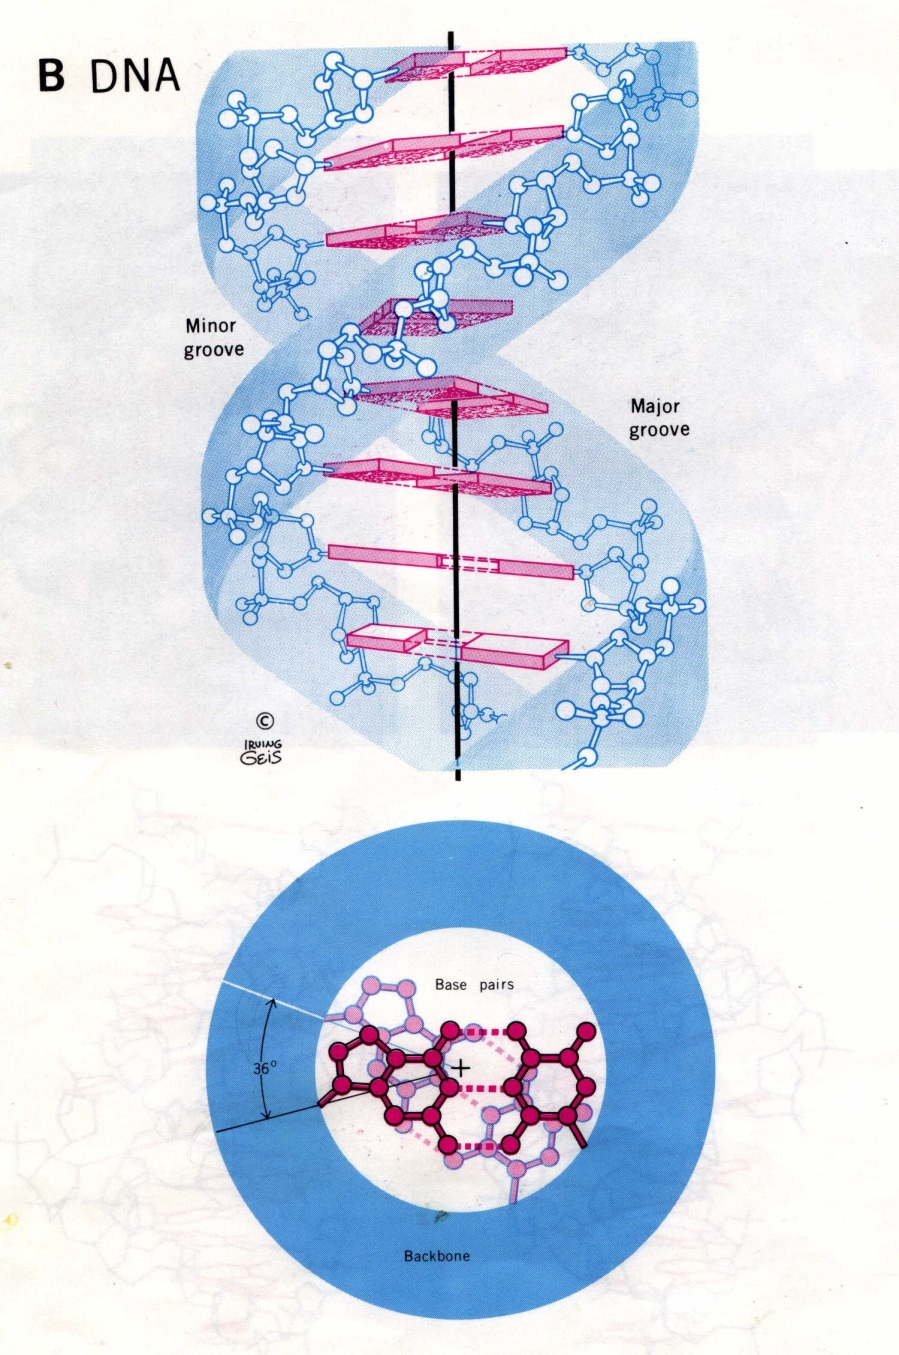 B DNA
Minor
groove
Major
groove
©
IRVING
GEIS
Base pairs
36°
Backbone